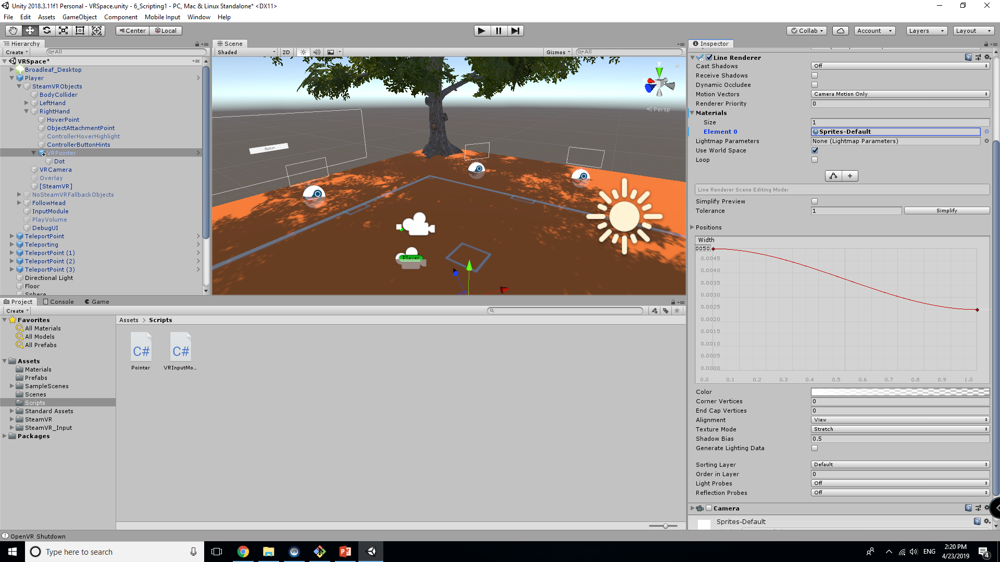 Unity 2018.3.11f1 Personal - VRSpace.unity - 6_Scripting1 - PC, Mac & Linux Standalone* <DX11>
File Edit Assets GameObject Component Mobile Input Window Help
Center Local Collab Account Layers Layout
Hierarchy
Create All
VRSpace*
Broadleaf_Desktop
Player
SteamVRObjects
BodyCollider
LeftHand
RightHand
HoverPoint
ObjectAttachmentPoint
ControllerHoverHighlight
ControllerButtonHints
VRPointer
Dot
VRCamera
Overlay
[SteamVR]
NoSteamVRFallbackObjects
FollowHead
InputModule
PlayVolume
DebugUI
TeleportPoint
Teleporting
TeleportPoint (1)
TeleportPoint (2)
TeleportPoint (3)
Directional Light
Floor
Sphere
Scene
Shaded 2D Gizmos All
y
Persp
Button
Player
Project Console Game
Create
Favorites
All Materials
All Models
All Prefabs
Assets
Materials
Prefabs
SampleScenes
Scenes
Scripts
Standard Assets
SteamVR
SteamVR_Input
Packages
Assets > Scripts
C# C#
Pointer VRInputMo...
Inspector
Line Renderer
Cast Shadows Off
Receive Shadows
Dynamic Occludee
Motion Vectors Camera Motion Only
Renderer Priority 0
Materials
Size 1
Element 0 Sprites-Default
Lightmap Parameters None (Lightmap Parameters)
Use World Space
Loop
Line Renderer Scene Editing Mode:
Simplify Preview
Tolerance 1 Simplify
Positions
Width
0050
0.0045
0.0040
0.0035
0.0030
0.0025
0.0020
0.0015
0.0010
0.0005
0.0000
0.0 0.1 0.2 0.3 0.4 0.5 0.6 0.7 0.8 0.9 1.0
Color
Corner Vertices 0
End Cap Vertices 0
Alignment View
Texture Mode Stretch
Shadow Bias 0.5
Generate Lighting Data
Sorting Layer Default
Order in Layer 0
Light Probes Off
Reflection Probes Off
Camera
Sprites-Default
OpenVR Shutdown
Type here to search
VR
ENG
2:20 PM
4/23/2019
4